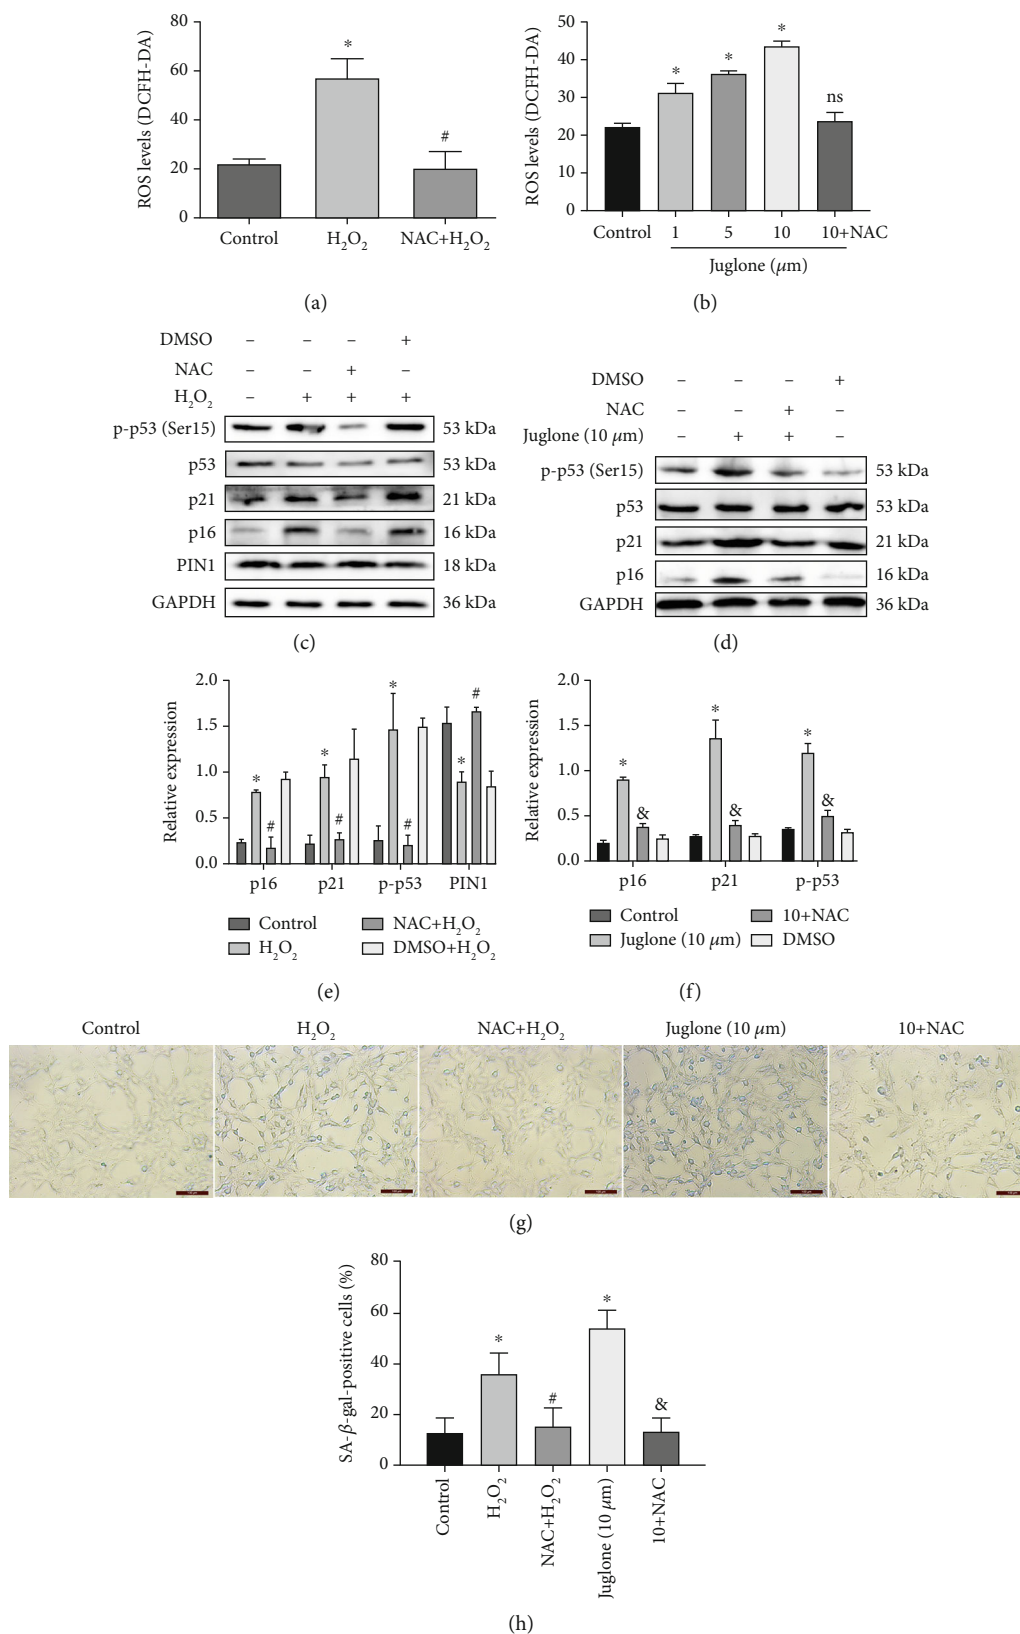 80
60
40
20
0
ROS levels (DCFH-DA)
*
#
Control
H₂O₂
NAC+H₂O₂
(a)
50
40
30
20
10
0
ROS levels (DCFH-DA)
*
*
*
ns
Control
1
5
10
10+NAC
Juglone (μm)
(b)
DMSO – – – +
NAC – – + –
H₂O₂ – + + +
p-p53 (Ser15) 53 kDa
p53 53 kDa
p21 21 kDa
p16 16 kDa
PIN1 18 kDa
GAPDH 36 kDa
(c)
DMSO – – – +
NAC – – + –
Juglone (10 μm) – + + –
p-p53 (Ser15) 53 kDa
p53 53 kDa
p21 21 kDa
p16 16 kDa
GAPDH 36 kDa
(d)
2.0
1.5
1.0
0.5
0.0
Relative expression
* # * # * # * #
p16 p21 p-p53 PIN1
Control NAC+H₂O₂
H₂O₂ DMSO+H₂O₂
(e)
2.0
1.5
1.0
0.5
0.0
Relative expression
* & * & * &
p16 p21 p-p53
Control 10+NAC
Juglone (10 μm) DMSO
(f)
Control H₂O₂ NAC+H₂O₂ Juglone (10 μm) 10+NAC
(g)
80
60
40
20
0
SA-β-gal-positive cells (%)
*
#
*
&
Control
H₂O₂
NAC+H₂O₂
Juglone (10 μm)
10+NAC
(h)